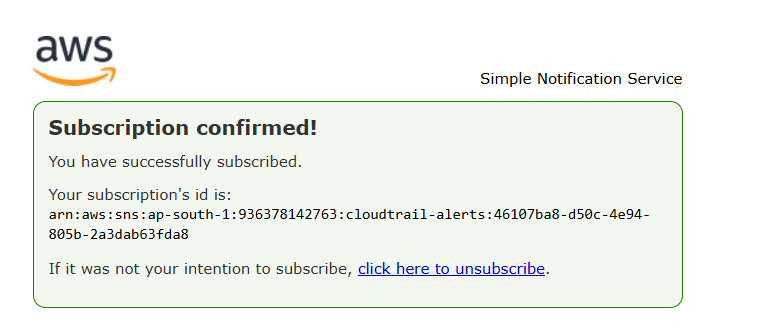 aws
Simple Notification Service
Subscription confirmed!
You have successfully subscribed.
Your subscription's id is:
arn:aws:sns:ap-south-1:936378142763:cloudtrail-alerts:46107ba8-d50c-4e94-
805b-2a3dab63fda8
If it was not your intention to subscribe, click here to unsubscribe.